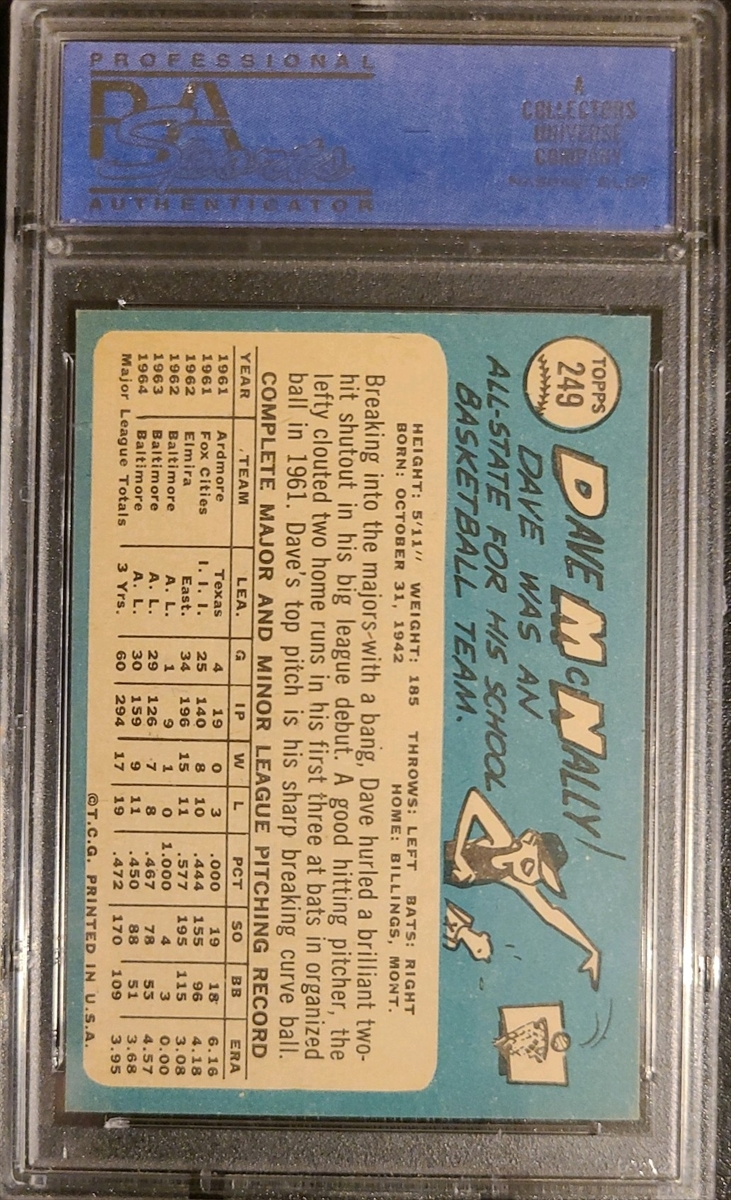 PROFESSIONAL
PSA
Sports
AUTHENTICATOR
A
COLLECTORS
UNIVERSE
COMPANY
TOPPS
249
DAVE McNALLY
DAVE WAS AN
ALL-STATE FOR HIS SCHOOL
BASKETBALL TEAM.
HEIGHT: 5'11" WEIGHT: 185 THROWS: LEFT BATS: RIGHT
BORN: OCTOBER 31, 1942 HOME: BILLINGS, MONT.
Breaking into the majors-with a bang, Dave hurled a brilliant two-
hit shutout in his big league debut. A good hitting pitcher, the
lefty clouted two home runs in his first three at bats in organized
ball in 1961. Dave's top pitch is his sharp breaking curve ball.
COMPLETE MAJOR AND MINOR LEAGUE PITCHING RECORD
YEAR TEAM LEA. G IP W L PCT SO BB ERA
1961 Ardmore Texas 4 19 0 3 .000 19 18 6.16
1961 Fox Cities I. I. I. 25 140 8 10 .444 155 96 4.18
1962 Elmira East. 34 196 15 11 .577 195 115 3.08
1962 Baltimore A. L. 1 9 1 0 1.000 4 3 0.00
1963 Baltimore A. L. 29 126 7 8 .467 78 55 4.57
1964 Baltimore A. L. 30 159 9 11 .450 88 51 3.68
Major League Totals 3 Yrs. 60 294 17 19 .472 170 109 3.95
©T.C.G. PRINTED IN U.S.A.